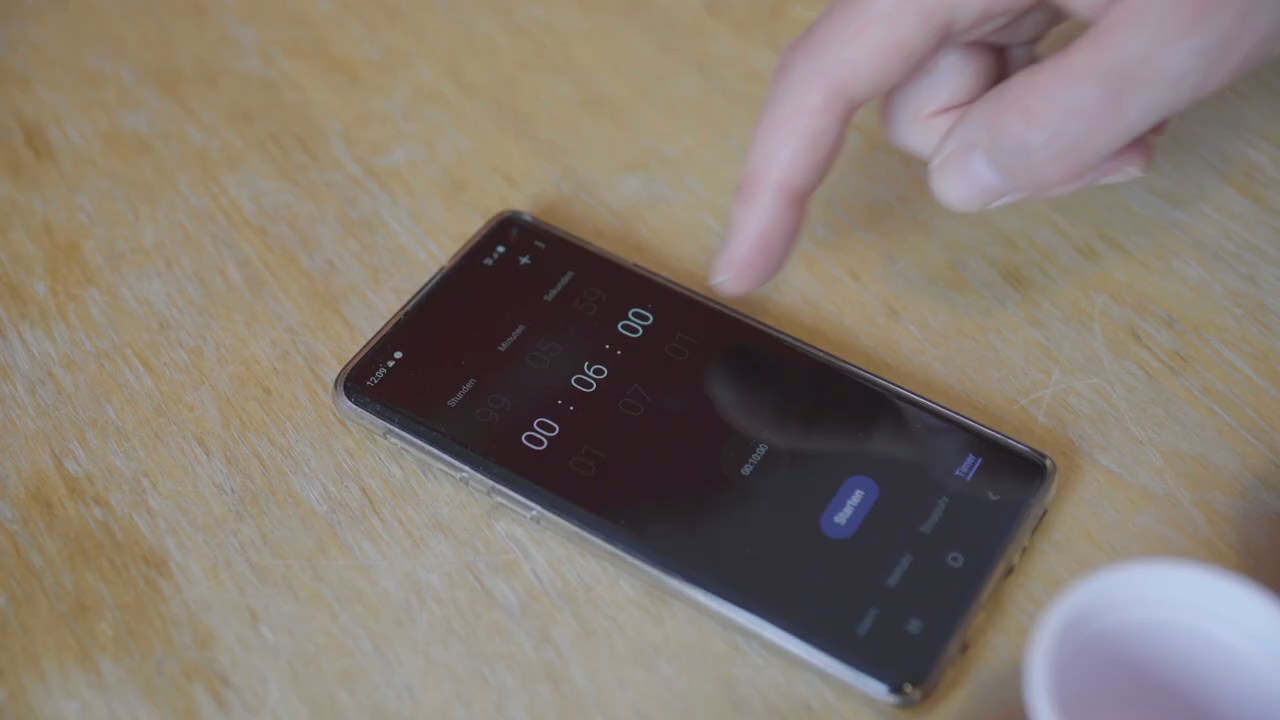 12:09
Stunden Minuten Sekunden
99 05 59
00 : 06 : 00
01 07 01
00:10:00
Starten
Timer